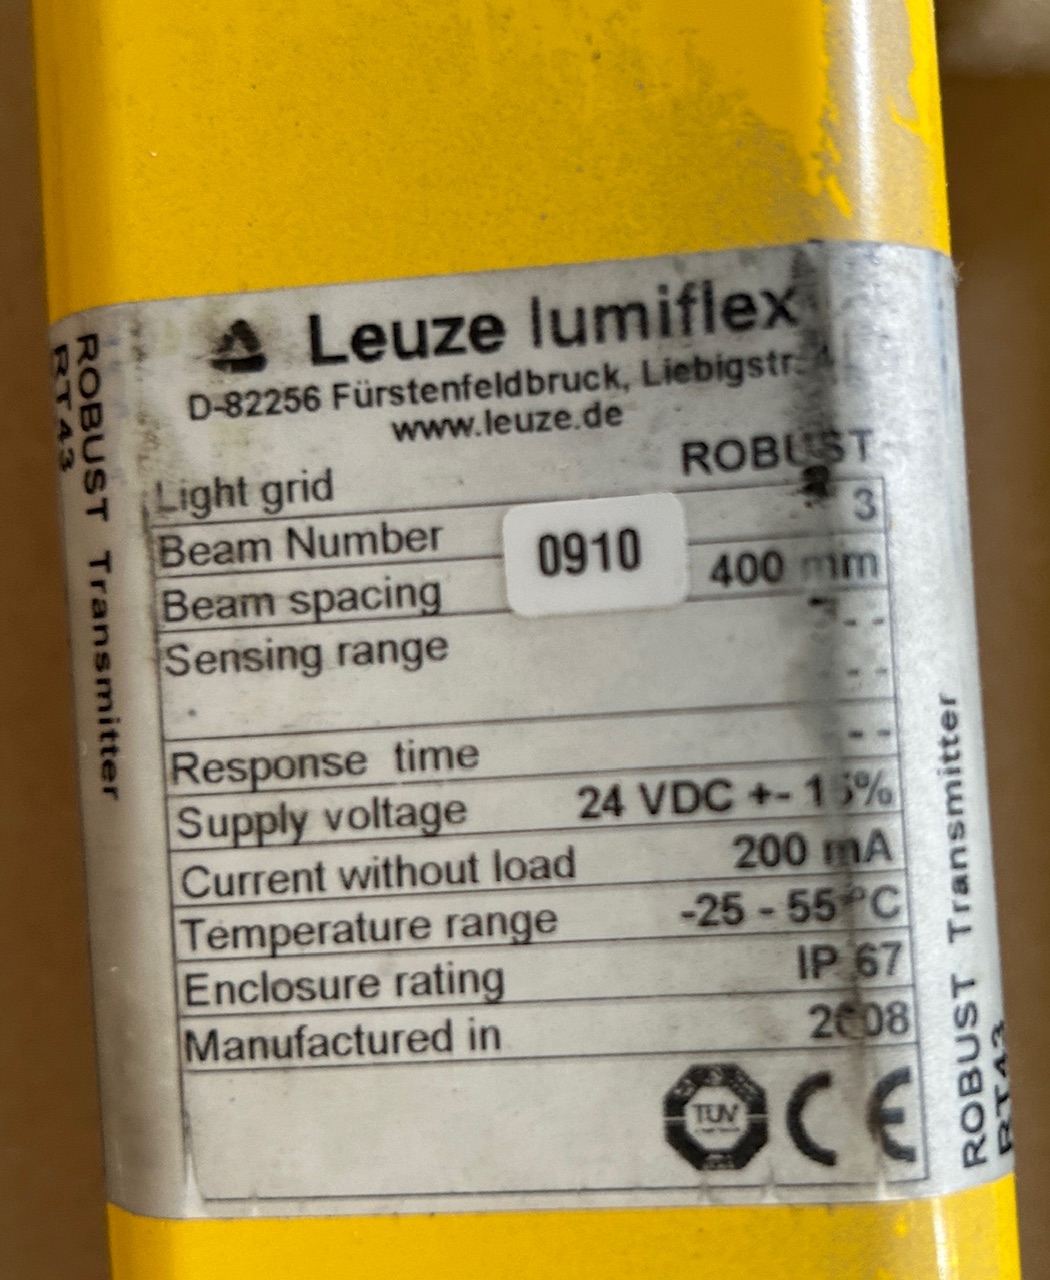 Leuze lumiflex
D-82256 Fürstenfeldbruck, Liebigstr.
www.leuze.de
Light grid ROBUST
Beam Number 3
0910
Beam spacing 400 mm
Sensing range - -
- -
Response time - -
Supply voltage 24 VDC +- 15%
Current without load 200 mA
Temperature range -25 - 55 °C
Enclosure rating IP 67
Manufactured in 2008
TÜV CE
ROBUST Transmitter
RT43
ROBUST Transmitter
RT43